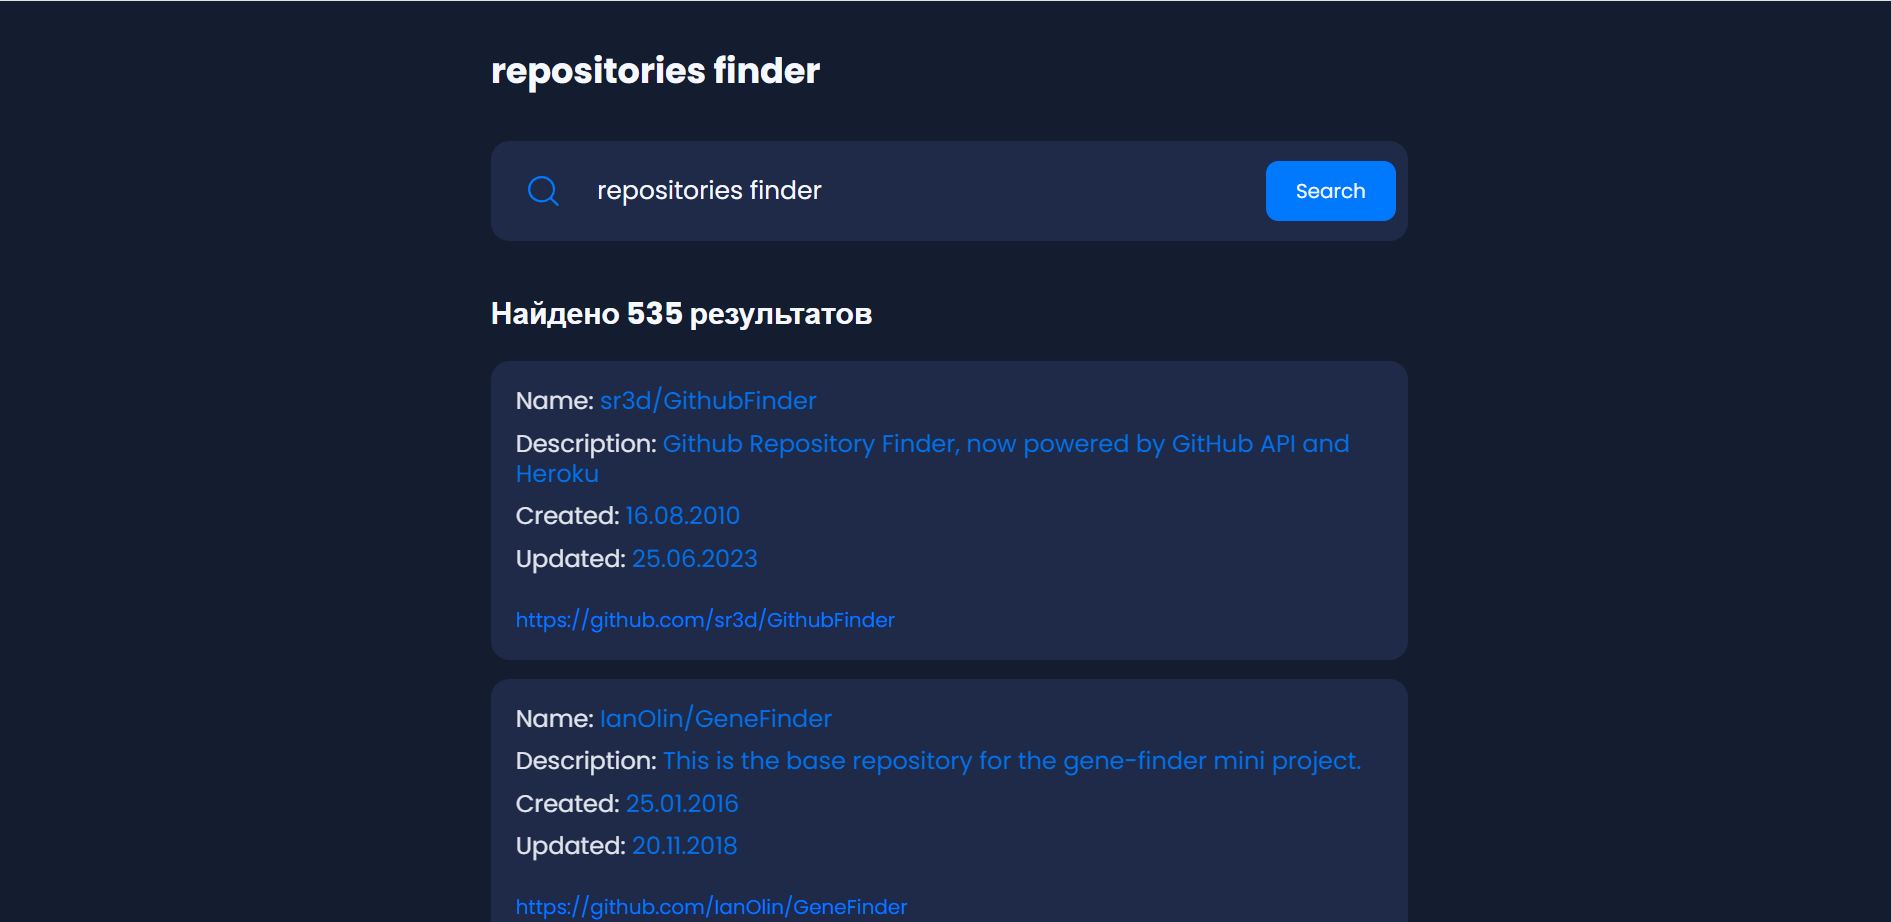 repositories finder
repositories finder
Search
Найдено 535 результатов
Name: sr3d/GithubFinder
Description: Github Repository Finder, now powered by GitHub API and
Heroku
Created: 16.08.2010
Updated: 25.06.2023
https://github.com/sr3d/GithubFinder
Name: IanOlin/GeneFinder
Description: This is the base repository for the gene-finder mini project.
Created: 25.01.2016
Updated: 20.11.2018
https://github.com/IanOlin/GeneFinder